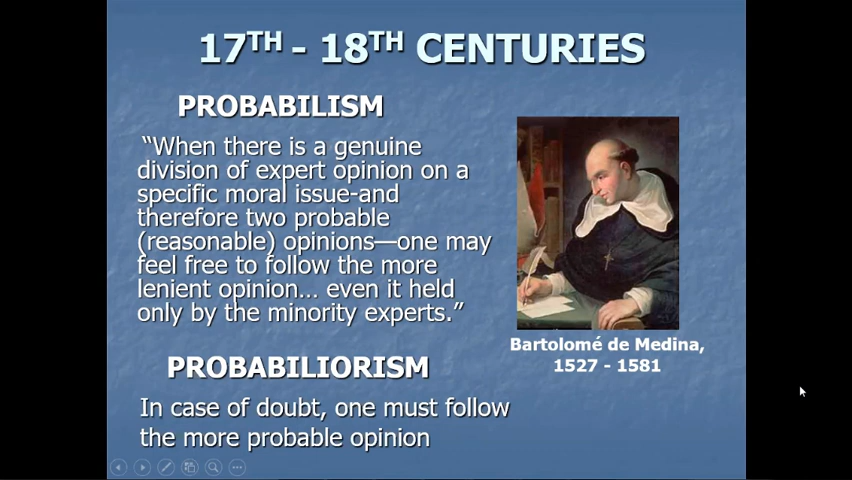 17TH - 18TH CENTURIES
PROBABILISM
“When there is a genuine
division of expert opinion on a
specific moral issue-and
therefore two probable
(reasonable) opinions—one may
feel free to follow the more
lenient opinion... even it held
only by the minority experts.”
Bartolomé de Medina,
1527 - 1581
PROBABILIORISM
In case of doubt, one must follow
the more probable opinion